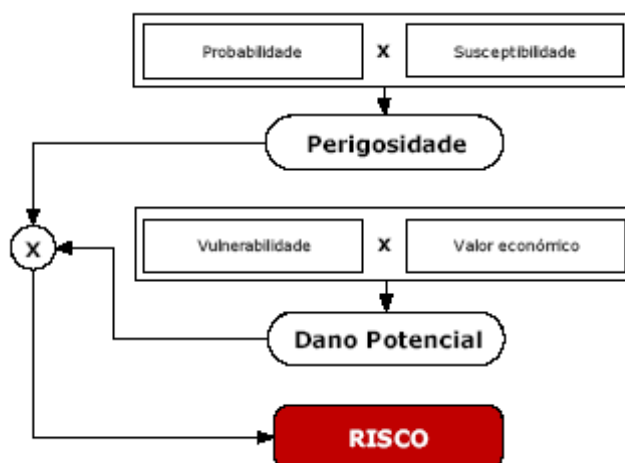 Probabilidade x Susceptibilidade
Perigosidade
Vulnerabilidade x Valor económico
X
Dano Potencial
RISCO